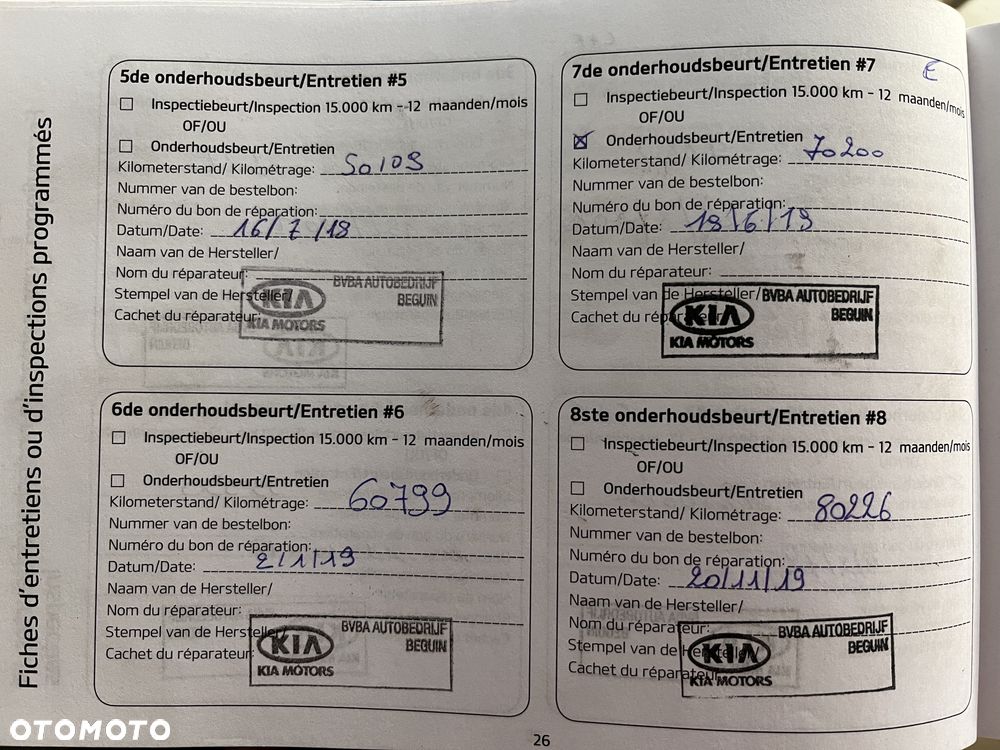 Fiches d'entretiens ou d'inspections programmés
5de onderhoudsbeurt/Entretien #5
Inspectiebeurt/Inspection 15.000 km - 12 maanden/mois
OF/OU
Onderhoudsbeurt/Entretien
Kilometerstand/ Kilométrage: 50109
Nummer van de bestelbon:
Numéro du bon de réparation:
Datum/Date: 16/7/18
Naam van de Hersteller/
Nom du réparateur:
Stempel van de Hersteller/
Cachet du réparateur:
BVBA AUTOBEDRIJF
BEGUIN
KIA
KIA MOTORS
6de onderhoudsbeurt/Entretien #6
Inspectiebeurt/Inspection 15.000 km - 12 maanden/mois
OF/OU
Onderhoudsbeurt/Entretien
Kilometerstand/ Kilométrage: 60799
Nummer van de bestelbon:
Numéro du bon de réparation:
Datum/Date: 2/1/19
Naam van de Hersteller/
Nom du réparateur:
Stempel van de Hersteller/
Cachet du réparateur:
BVBA AUTOBEDRIJF
BEGUIN
KIA
KIA MOTORS
7de onderhoudsbeurt/Entretien #7
E
Inspectiebeurt/Inspection 15.000 km - 12 maanden/mois
OF/OU
Onderhoudsbeurt/Entretien
Kilometerstand/ Kilométrage: 70200
Nummer van de bestelbon:
Numéro du bon de réparation:
Datum/Date: 19/6/19
Naam van de Hersteller/
Nom du réparateur:
Stempel van de Hersteller/
Cachet du réparateur:
BVBA AUTOBEDRIJF
BEGUIN
KIA
KIA MOTORS
8ste onderhoudsbeurt/Entretien #8
Inspectiebeurt/Inspection 15.000 km - 12 maanden/mois
OF/OU
Onderhoudsbeurt/Entretien
Kilometerstand/ Kilométrage: 80226
Nummer van de bestelbon:
Numéro du bon de réparation:
Datum/Date: 20/11/19
Naam van de Hersteller/
Nom du réparateur:
Stempel van de Hersteller/
Cachet du réparateur:
BVBA AUTOBEDRIJF
BEGUIN
KIA
KIA MOTORS
26
OTOMOTO